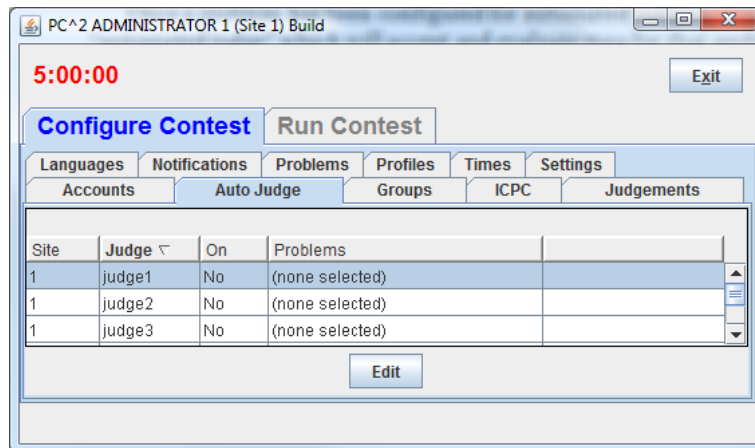 PC^2 ADMINISTRATOR 1 (Site 1) Build
5:00:00
Exit
Configure Contest Run Contest
Languages Notifications Problems Profiles Times Settings
Accounts Auto Judge Groups ICPC Judgements
Site Judge On Problems
1 judge1 No (none selected)
1 judge2 No (none selected)
1 judge3 No (none selected)
Edit